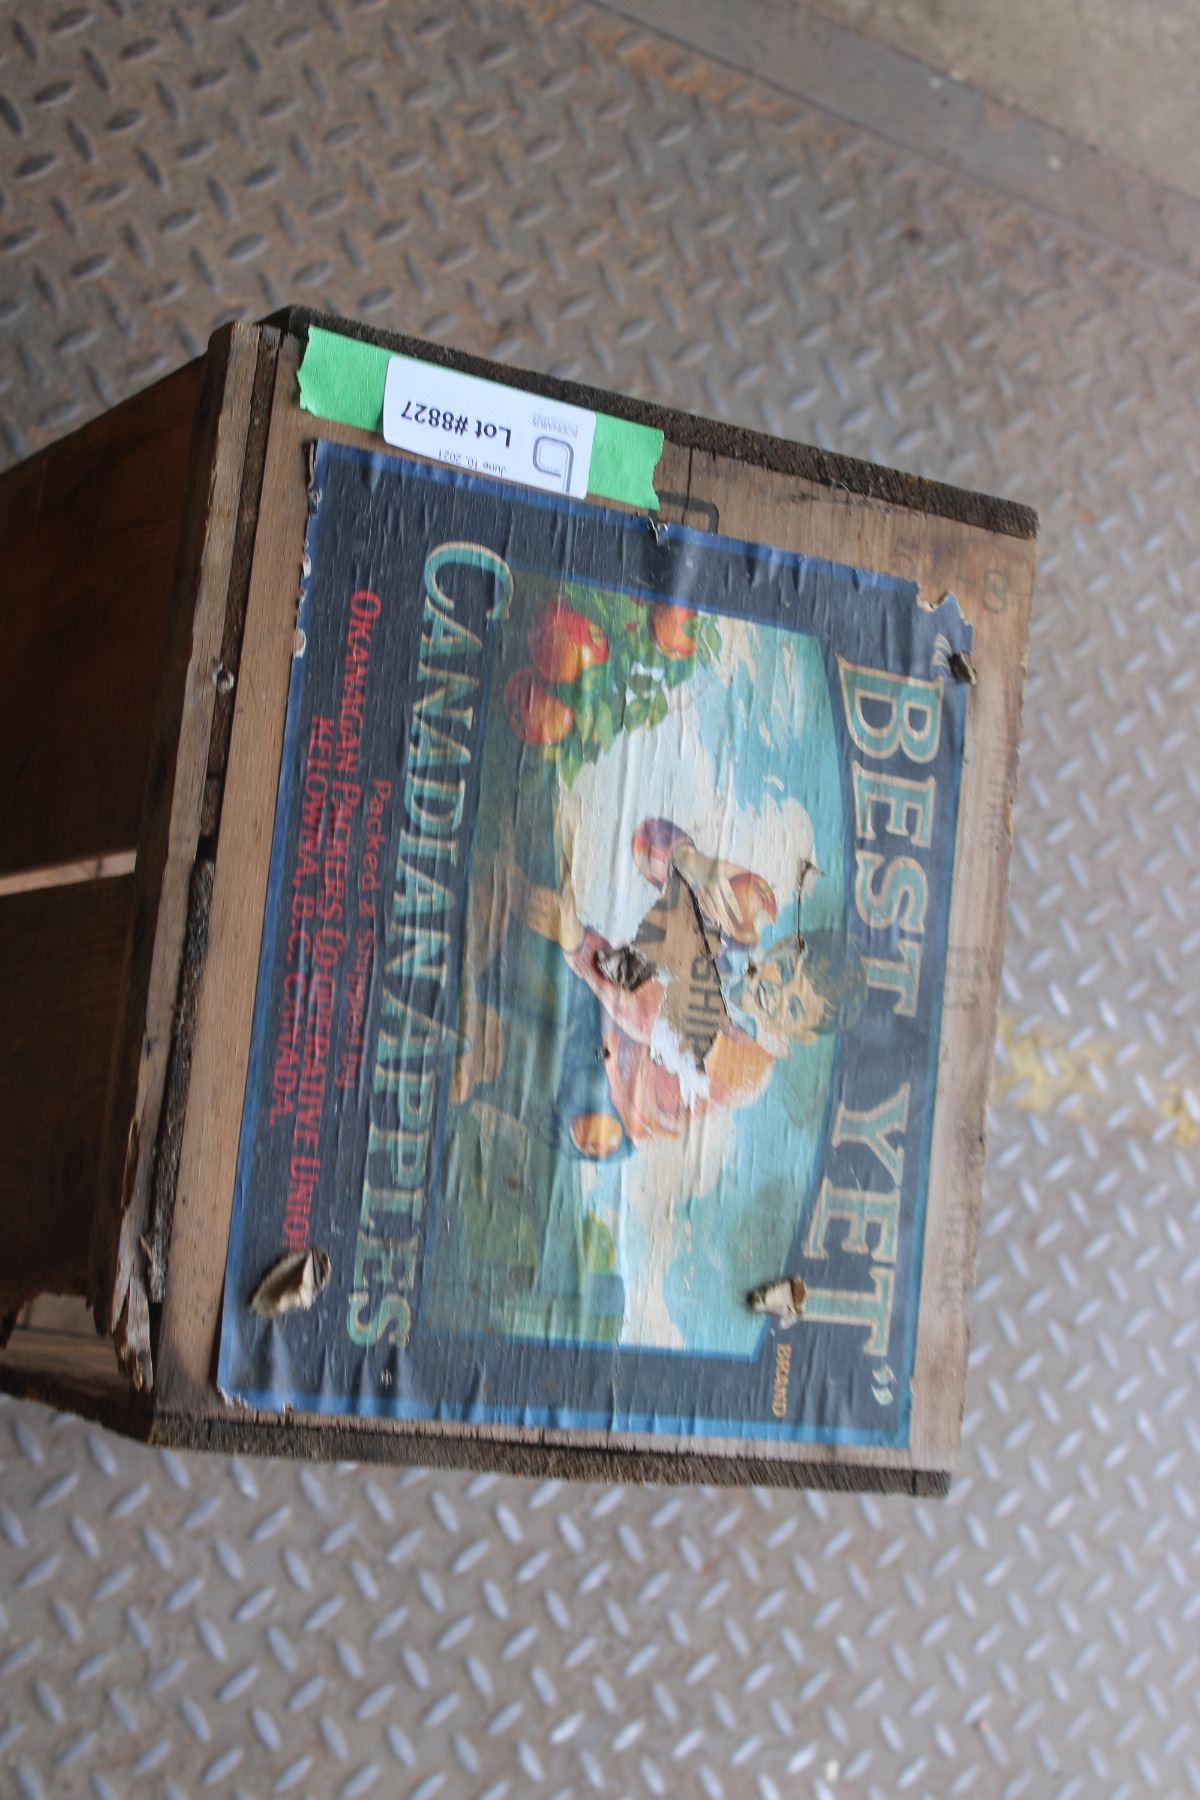 "BEST YET"
BRAND
CANADIAN APPLES
Packed & Shipped by
OKANAGAN PACKERS CO-OPERATIVE UNION
KELOWNA, B.C. CANADA.
June 10, 2021
Lot #8827